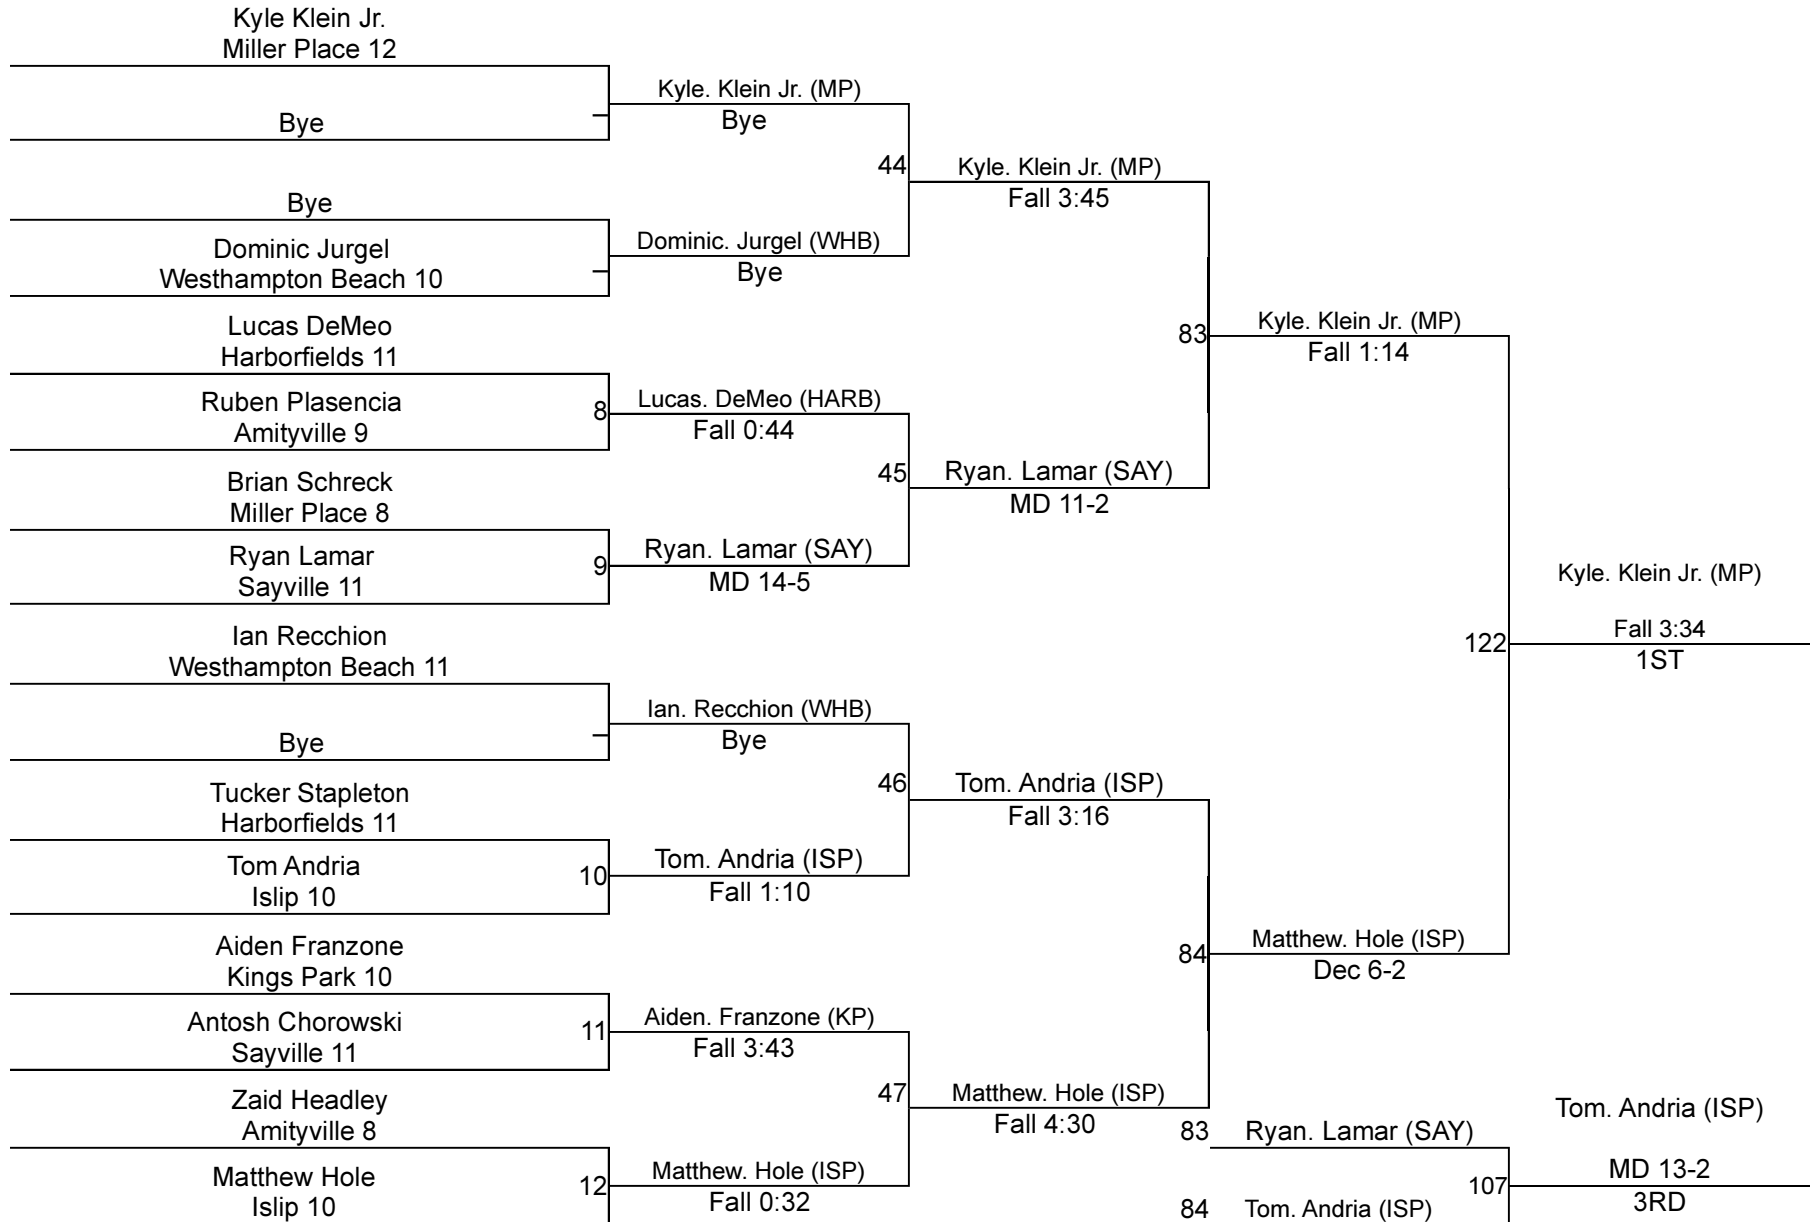 Kyle Klein Jr.
Miller Place 12
Bye
Bye
Dominic Jurgel
Westhampton Beach 10
Lucas DeMeo
Harborfields 11
Ruben Plasencia
Amityville 9
8
Brian Schreck
Miller Place 8
Ryan Lamar
Sayville 11
9
Ian Recchion
Westhampton Beach 11
Bye
Tucker Stapleton
Harborfields 11
Tom Andria
Islip 10
10
Aiden Franzone
Kings Park 10
Antosh Chorowski
Sayville 11
11
Zaid Headley
Amityville 8
Matthew Hole
Islip 10
12
Kyle. Klein Jr. (MP)
Bye
44
Dominic. Jurgel (WHB)
Bye
Lucas. DeMeo (HARB)
Fall 0:44
45
Ryan. Lamar (SAY)
MD 14-5
Ian. Recchion (WHB)
Bye
46
Tom. Andria (ISP)
Fall 1:10
Aiden. Franzone (KP)
Fall 3:43
47
Matthew. Hole (ISP)
Fall 0:32
Kyle. Klein Jr. (MP)
Fall 3:45
83
Ryan. Lamar (SAY)
MD 11-2
Tom. Andria (ISP)
Fall 3:16
84
Matthew. Hole (ISP)
Fall 4:30
Kyle. Klein Jr. (MP)
Fall 1:14
122
Matthew. Hole (ISP)
Dec 6-2
Kyle. Klein Jr. (MP)
Fall 3:34
1ST
83 Ryan. Lamar (SAY)
107
84 Tom. Andria (ISP)
Tom. Andria (ISP)
MD 13-2
3RD